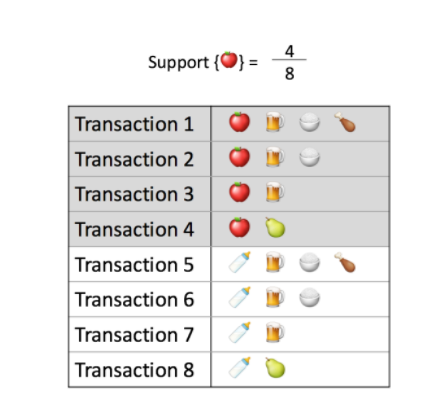 Support {🍎} = 4/8
Transaction 1
Transaction 2
Transaction 3
Transaction 4
Transaction 5
Transaction 6
Transaction 7
Transaction 8